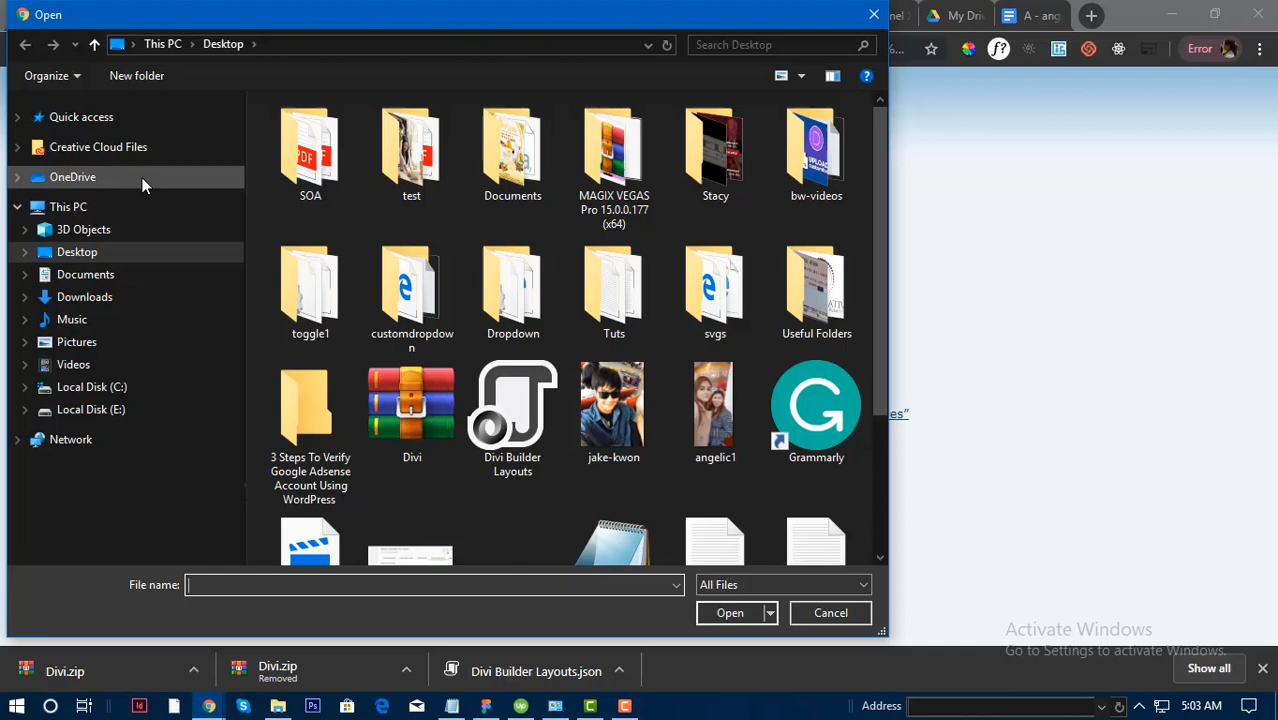 Open
This PC
Desktop
Search Desktop
Organize
New folder
Quick access
Creative Cloud Files
OneDrive
This PC
3D Objects
Desktop
Documents
Downloads
Music
Pictures
Videos
Local Disk (C:)
Local Disk (E:)
Network
SOA
test
Documents
MAGIX VEGAS
Pro 15.0.0.177
(x64)
Stacy
bw-videos
toggle1
customdropdow
n
Dropdown
Tuts
svgs
Useful Folders
3 Steps To Verify
Google Adsense
Account Using
WordPress
Divi
Divi Builder
Layouts
jake-kwon
angelic1
Grammarly
File name:
All Files
Open
Cancel
My Driv
A - ang
Error
es”
Activate Windows
Go to Settings to activate Windows.
Divi.zip
Divi.zip
Removed
Divi Builder Layouts.json
Show all
Address
5:03 AM